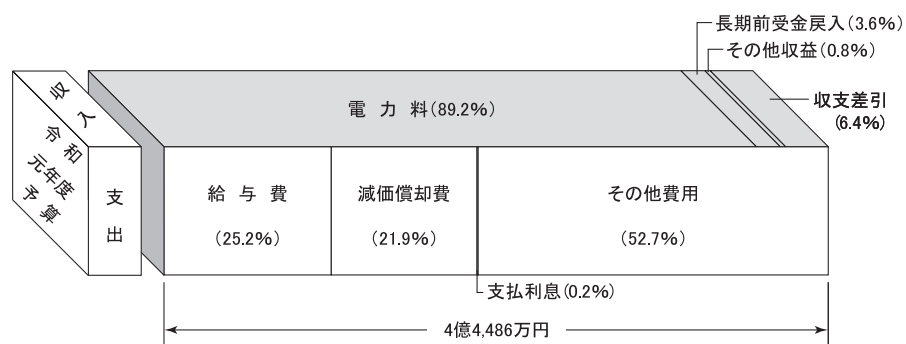 長期前受金戻入(3.6%)
その他収益(0.8%)
収支差引
(6.4%)
電力料(89.2%)
収入
令和
元年度
予算
支出
給与費
(25.2%)
減価償却費
(21.9%)
その他費用
(52.7%)
支払利息(0.2%)
4億4,486万円